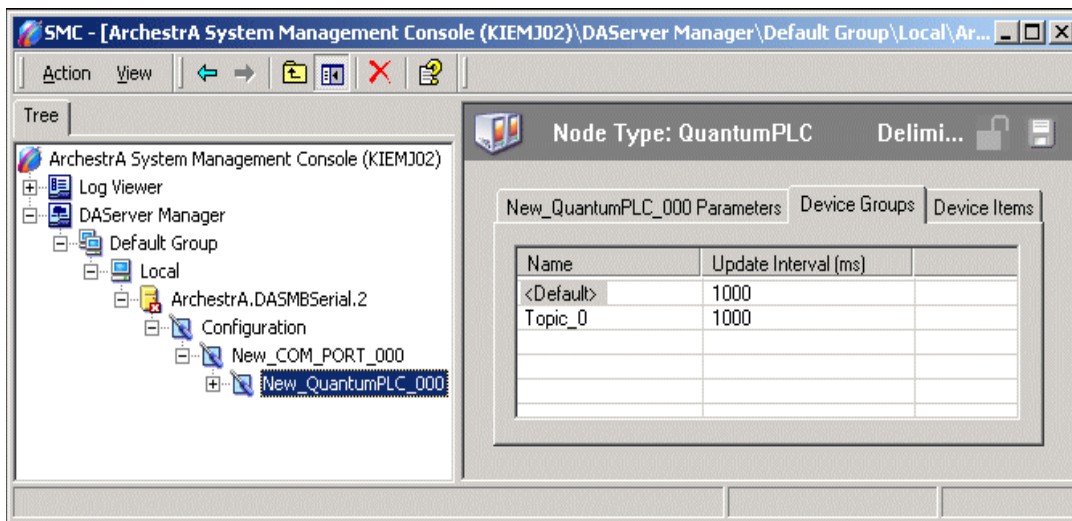 SMC - [ArchestrA System Management Console (KIEMJ02)\DAServer Manager\Default Group\Local\Ar...
Action View
Tree
ArchestrA System Management Console (KIEMJ02)
Log Viewer
DAServer Manager
Default Group
Local
ArchestrA.DASMBSerial.2
Configuration
New_COM_PORT_000
New_QuantumPLC_000
Node Type: QuantumPLC Delimi...
New_QuantumPLC_000 Parameters Device Groups Device Items
Name Update Interval (ms)
<Default> 1000
Topic_0 1000